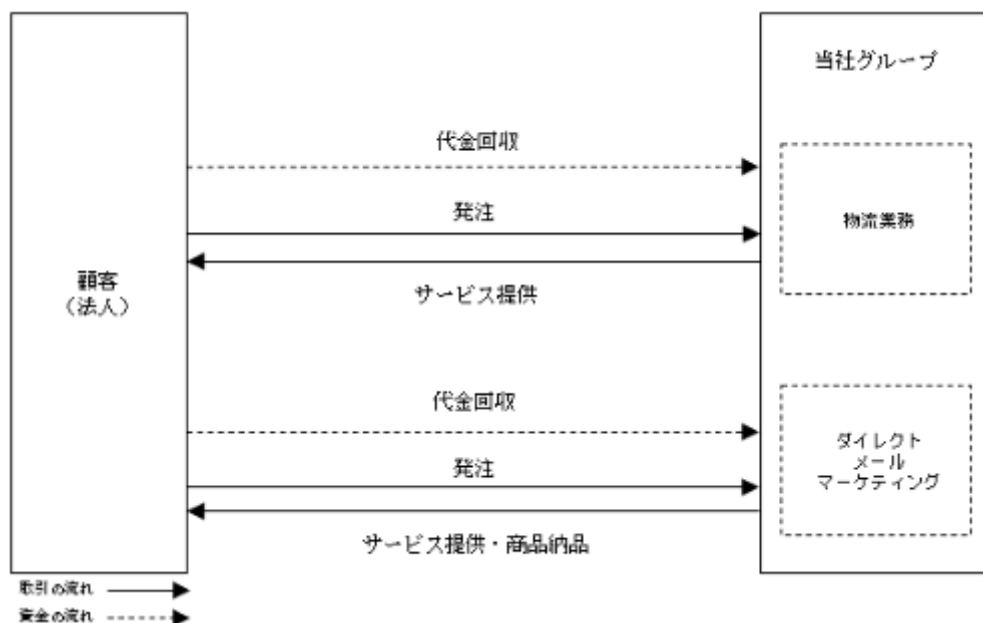 当社グループ
代金回収
発注
物流業務
顧客
（法人）
サービス提供
代金回収
ダイレクト
メール
マーケティング
発注
サービス提供・商品納品
取引の流れ
資金の流れ